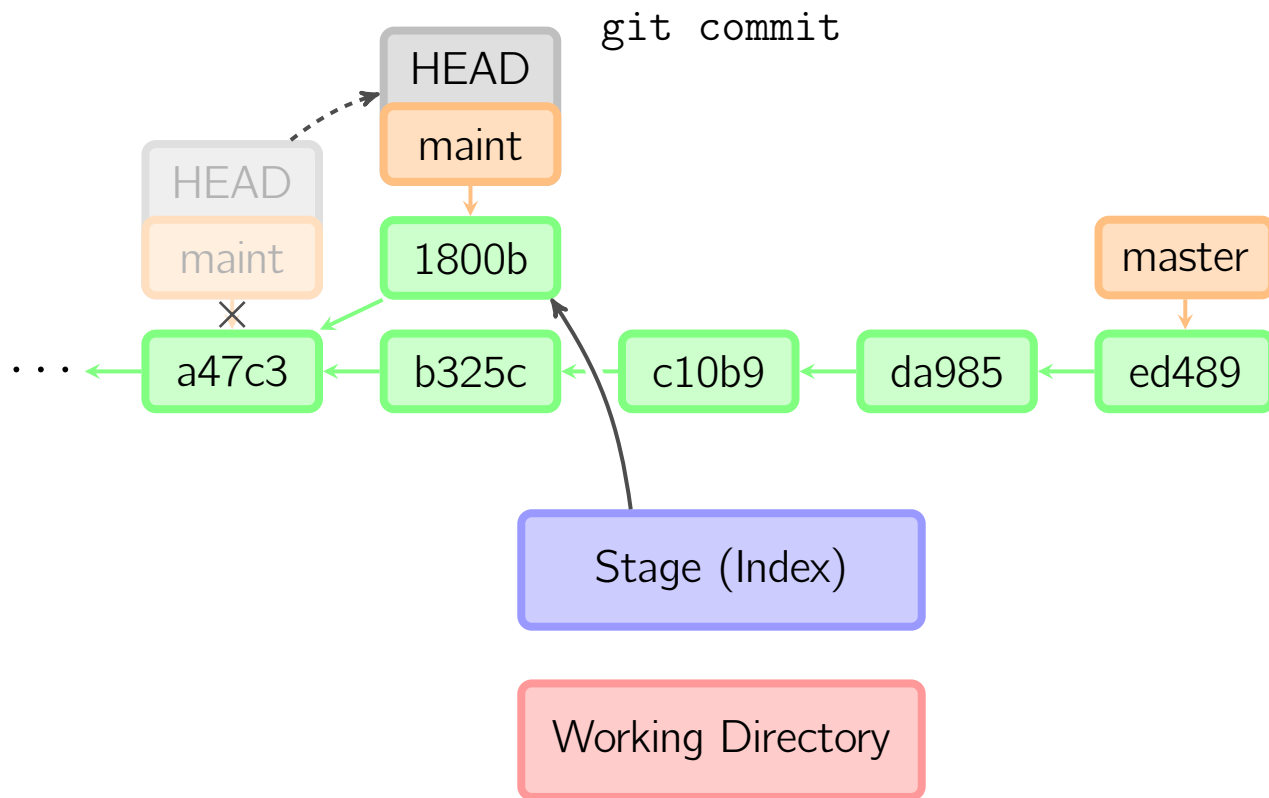 git commit
HEAD
maint
HEAD
maint
1800b
master
... a47c3 b325c c10b9 da985 ed489
Stage (Index)
Working Directory